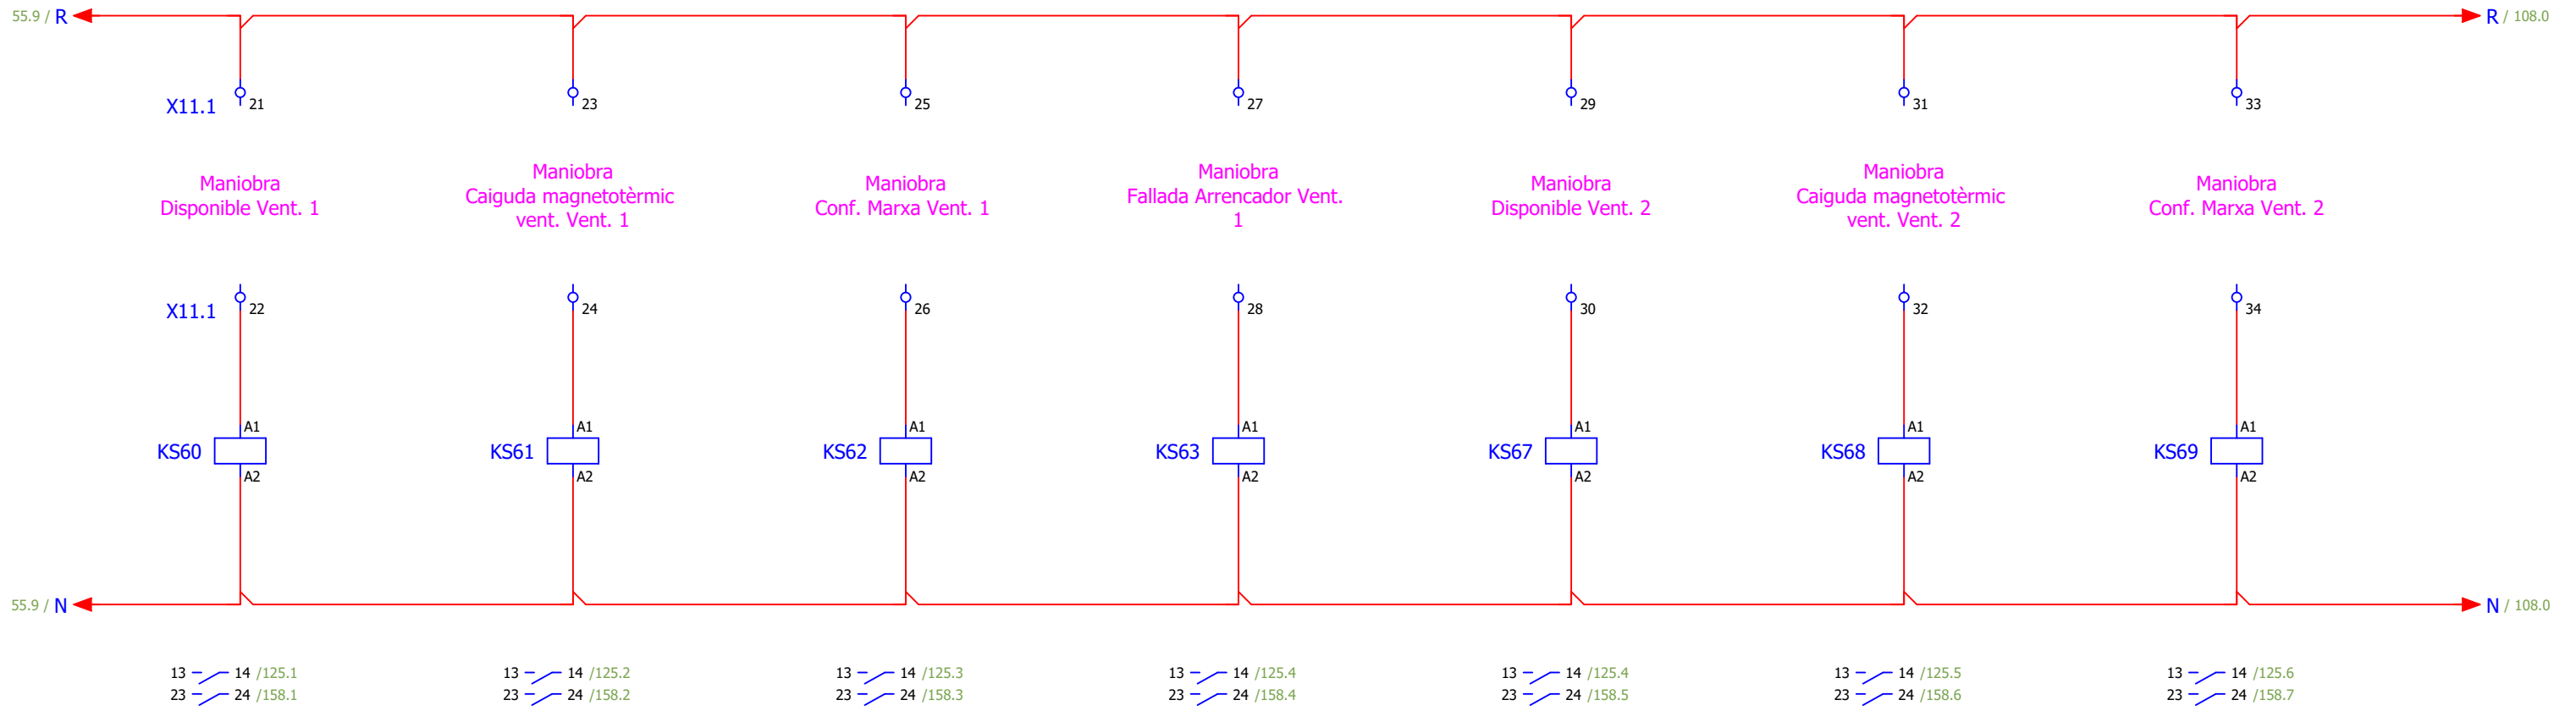 55.9 / R
R / 108.0
X11.1 21 23 25 27 29 31 33
Maniobra
Disponible Vent. 1
Maniobra
Caiguda magnetotèrmic
vent. Vent. 1
Maniobra
Conf. Marxa Vent. 1
Maniobra
Fallada Arrencador Vent.
1
Maniobra
Disponible Vent. 2
Maniobra
Caiguda magnetotèrmic
vent. Vent. 2
Maniobra
Conf. Marxa Vent. 2
X11.1 22 24 26 28 30 32 34
A1 A1 A1 A1 A1 A1 A1
KS60 KS61 KS62 KS63 KS67 KS68 KS69
A2 A2 A2 A2 A2 A2 A2
55.9 / N
N / 108.0
13 14 /125.1
23 24 /158.1
13 14 /125.2
23 24 /158.2
13 14 /125.3
23 24 /158.3
13 14 /125.4
23 24 /158.4
13 14 /125.4
23 24 /158.5
13 14 /125.5
23 24 /158.6
13 14 /125.6
23 24 /158.7